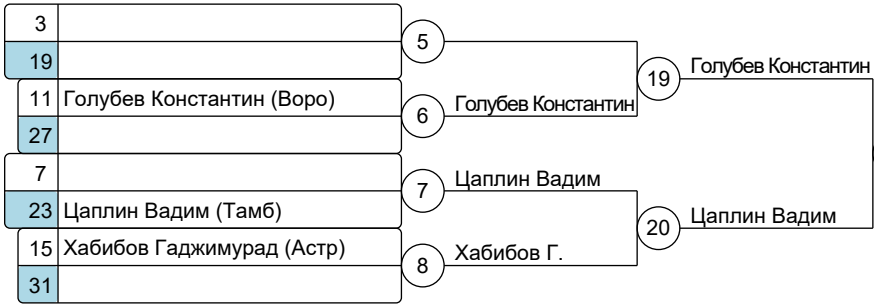 3
5
19
19
Голубев Константин
11 Голубев Константин (Воро)
6
Голубев Константин
27
7
7
Цаплин Вадим
23 Цаплин Вадим (Тамб)
20
Цаплин Вадим
15 Хабибов Гаджимурад (Астр)
8
Хабибов Г.
31